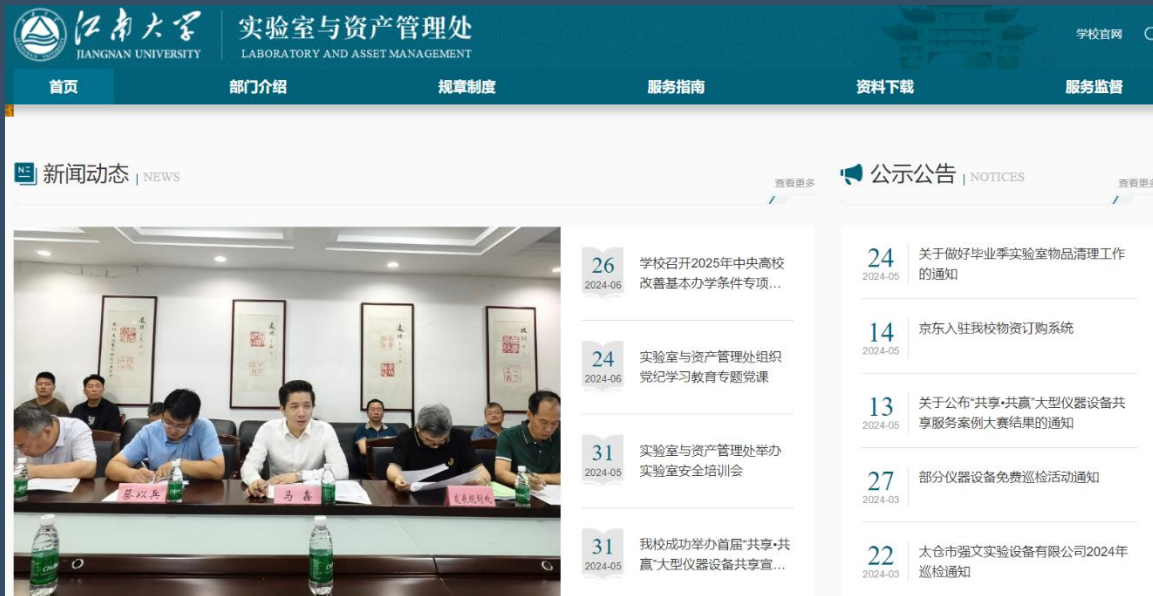 江南大学
JIANGNAN UNIVERSITY
实验室与资产管理处
LABORATORY AND ASSET MANAGEMENT
学校官网
首页
部门介绍
规章制度
服务指南
资料下载
服务监督
新闻动态 | NEWS
查看更多
公示公告 | NOTICES
查看更多
蔡以兵
马鑫
发展规划处
26
2024-06
学校召开2025年中央高校
改善基本办学条件专项…
24
2024-06
实验室与资产管理处组织
党纪学习教育专题党课
31
2024-05
实验室与资产管理处举办
实验室安全培训会
31
2024-05
我校成功举办首届“共享•共
赢”大型仪器设备共享宣…
24
2024-05
关于做好毕业季实验室物品清理工作
的通知
14
2024-05
京东入驻我校物资订购系统
13
2024-05
关于公布“共享•共赢”大型仪器设备共
享服务案例大赛结果的通知
27
2024-03
部分仪器设备免费巡检活动通知
22
2024-03
太仓市强文实验设备有限公司2024年
巡检通知